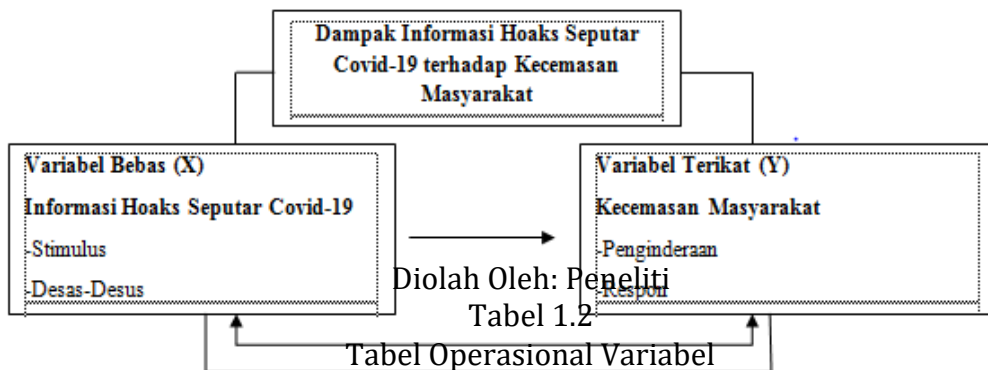 Dampak Informasi Hoaks Seputar
Covid-19 terhadap Kecemasan
Masyarakat
Variabel Bebas (X)
Informasi Hoaks Seputar Covid-19
-Stimulus
-Desas-Desus
Variabel Terikat (Y)
Kecemasan Masyarakat
-Penginderaan
-Respon
Diolah Oleh: Peneliti
Tabel 1.2
Tabel Operasional Variabel